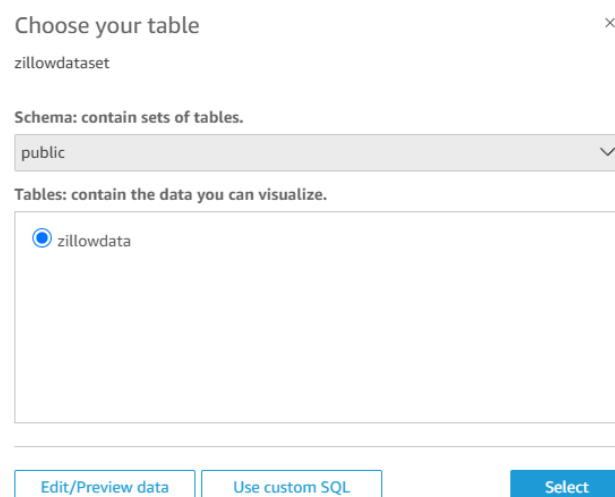 Choose your table
zillowdataset
Schema: contain sets of tables.
public
Tables: contain the data you can visualize.
zillowdata
Edit/Preview data
Use custom SQL
Select